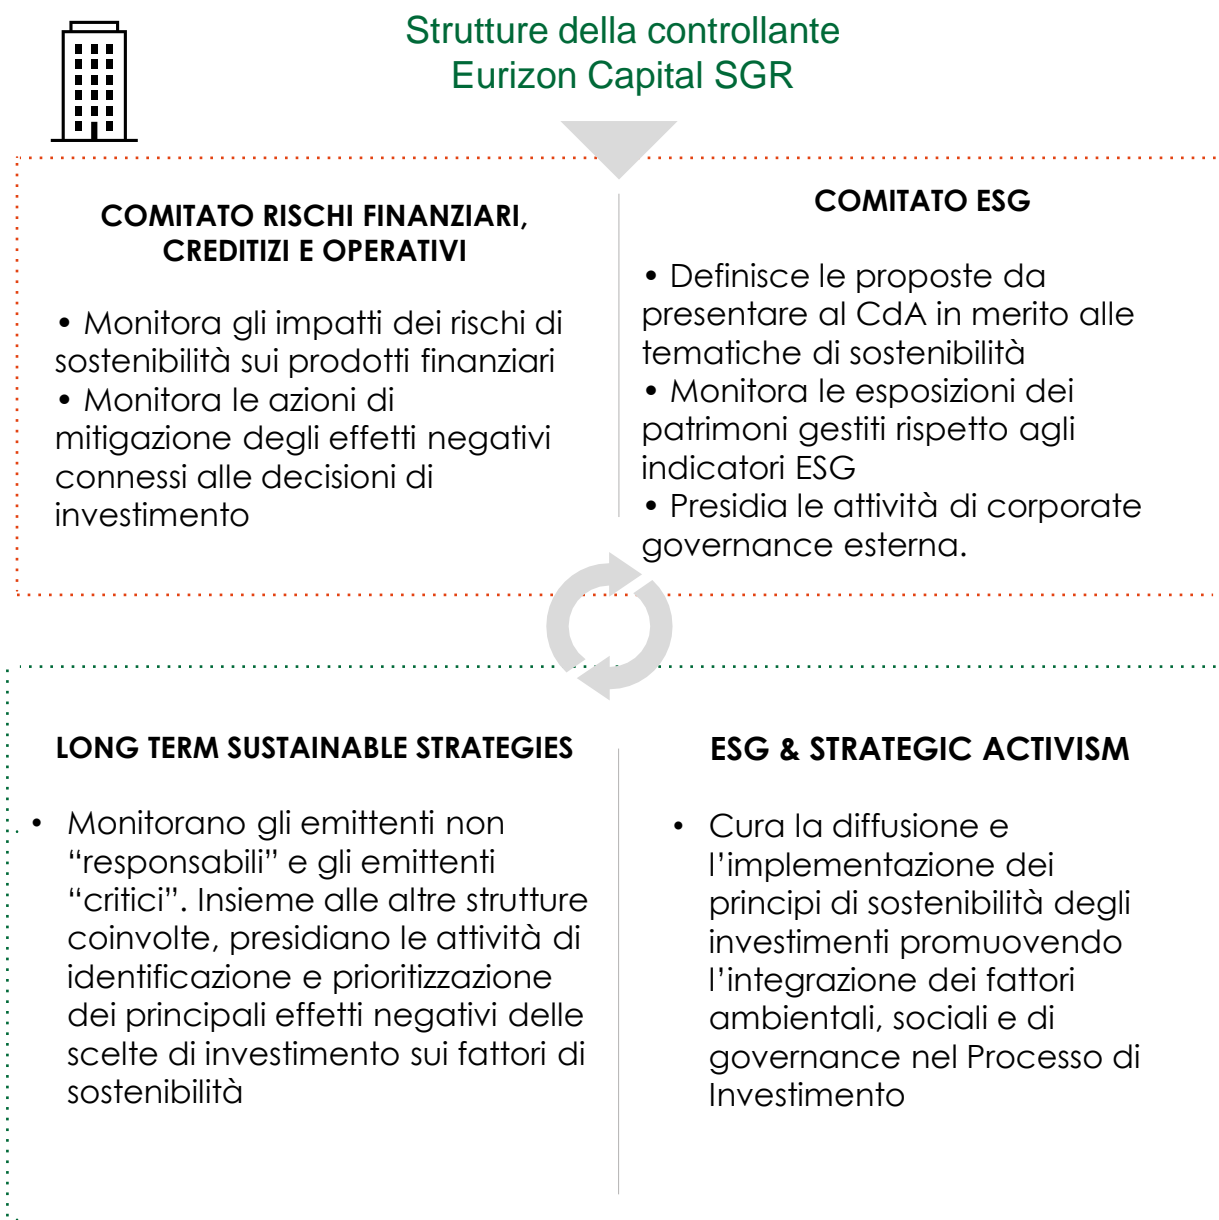 Strutture della controllante
Eurizon Capital SGR
COMITATO RISCHI FINANZIARI,
CREDITIZI E OPERATIVI
• Monitora gli impatti dei rischi di
sostenibilità sui prodotti finanziari
• Monitora le azioni di
mitigazione degli effetti negativi
connessi alle decisioni di
investimento
COMITATO ESG
• Definisce le proposte da
presentare al CdA in merito alle
tematiche di sostenibilità
• Monitora le esposizioni dei
patrimoni gestiti rispetto agli
indicatori ESG
• Presidia le attività di corporate
governance esterna.
LONG TERM SUSTAINABLE STRATEGIES
• Monitorano gli emittenti non
“responsabili” e gli emittenti
“critici”. Insieme alle altre strutture
coinvolte, presidiano le attività di
identificazione e prioritizzazione
dei principali effetti negativi delle
scelte di investimento sui fattori di
sostenibilità
ESG & STRATEGIC ACTIVISM
• Cura la diffusione e
l’implementazione dei
principi di sostenibilità degli
investimenti promuovendo
l’integrazione dei fattori
ambientali, sociali e di
governance nel Processo di
Investimento